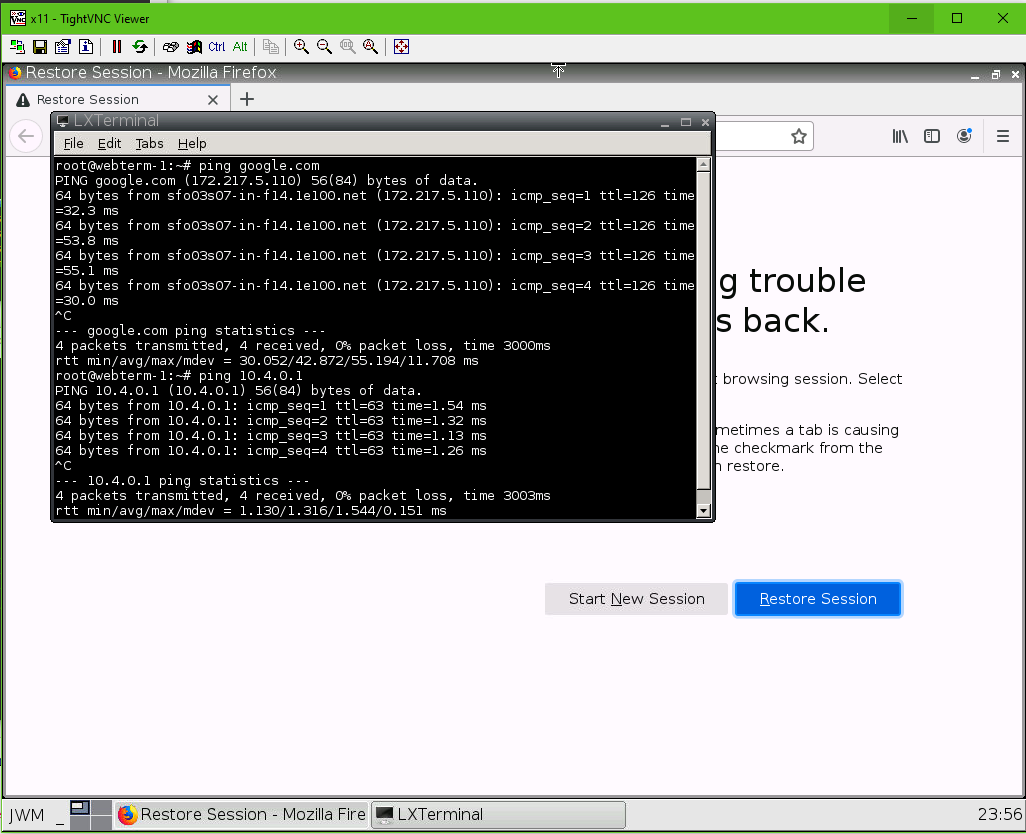 x11 - TightVNC Viewer
Ctrl Alt
Restore Session - Mozilla Firefox
Restore Session
LXTerminal
File Edit Tabs Help
root@webterm-1:~# ping google.com
PING google.com (172.217.5.110) 56(84) bytes of data.
64 bytes from sfo03s07-in-f14.1e100.net (172.217.5.110): icmp_seq=1 ttl=126 time
=32.3 ms
64 bytes from sfo03s07-in-f14.1e100.net (172.217.5.110): icmp_seq=2 ttl=126 time
=53.8 ms
64 bytes from sfo03s07-in-f14.1e100.net (172.217.5.110): icmp_seq=3 ttl=126 time
=55.1 ms
64 bytes from sfo03s07-in-f14.1e100.net (172.217.5.110): icmp_seq=4 ttl=126 time
=30.0 ms
^C
--- google.com ping statistics ---
4 packets transmitted, 4 received, 0% packet loss, time 3000ms
rtt min/avg/max/mdev = 30.052/42.872/55.194/11.708 ms
root@webterm-1:~# ping 10.4.0.1
PING 10.4.0.1 (10.4.0.1) 56(84) bytes of data.
64 bytes from 10.4.0.1: icmp_seq=1 ttl=63 time=1.54 ms
64 bytes from 10.4.0.1: icmp_seq=2 ttl=63 time=1.32 ms
64 bytes from 10.4.0.1: icmp_seq=3 ttl=63 time=1.13 ms
64 bytes from 10.4.0.1: icmp_seq=4 ttl=63 time=1.26 ms
^C
--- 10.4.0.1 ping statistics ---
4 packets transmitted, 4 received, 0% packet loss, time 3003ms
rtt min/avg/max/mdev = 1.130/1.316/1.544/0.151 ms
g trouble
s back.
browsing session. Select
metimes a tab is causing
e checkmark from the
restore.
Start New Session
Restore Session
JWM
Restore Session - Mozilla Fire
LXTerminal
23:56